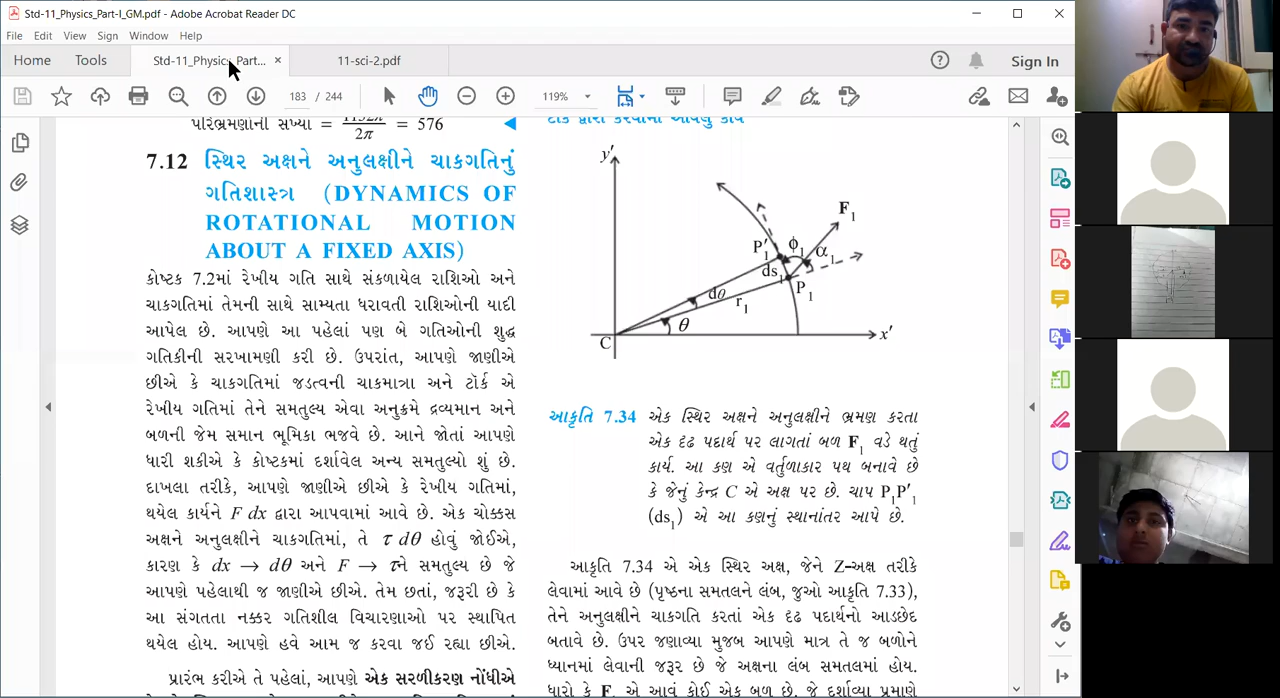 Std-11_Physics_Part-I_GM.pdf - Adobe Acrobat Reader DC
File Edit View Sign Window Help
Home Tools Std-11_Physics_Part... × 11-sci-2.pdf Sign In
183 / 244 119%
પરિભ્રમણોની સંખ્યા = 2π = 576
7.12 સ્થિર અક્ષને અનુલક્ષીને ચાકગતિનું
ગતિશાસ્ત્ર (DYNAMICS OF
ROTATIONAL MOTION
ABOUT A FIXED AXIS)
કોષ્ટક 7.2માં રેખીય ગતિ સાથે સંકળાયેલ રાશિઓ અને
ચાકગતિમાં તેમની સાથે સામ્યતા ધરાવતી રાશિઓની યાદી
આપેલ છે. આપણે આ પહેલાં પણ બે ગતિઓની શુદ્ધ
ગતિકીની સરખામણી કરી છે. ઉપરાંત, આપણે જાણીએ
છીએ કે ચાકગતિમાં જડત્વની ચાકમાત્રા અને ટૉર્ક એ
રેખીય ગતિમાં તેને સમતુલ્ય એવા અનુક્રમે દ્રવ્યમાન અને
બળની જેમ સમાન ભૂમિકા ભજવે છે. આને જોતાં આપણે
ધારી શકીએ કે કોષ્ટકમાં દર્શાવેલ અન્ય સમતુલ્યો શું છે.
દાખલા તરીકે, આપણે જાણીએ છીએ કે રેખીય ગતિમાં,
થયેલ કાર્યને F dx દ્વારા આપવામાં આવે છે. એક ચોક્કસ
અક્ષને અનુલક્ષીને ચાકગતિમાં, તે τ dθ હોવું જોઈએ,
કારણ કે dx → dθ અને F → τને સમતુલ્ય છે જે
આપણે પહેલાથી જ જાણીએ છીએ. તેમ છતાં, જરૂરી છે કે
આ સંગતતા નક્કર ગતિશીલ વિચારણાઓ પર સ્થાપિત
થયેલ હોય. આપણે હવે આમ જ કરવા જઈ રહ્યા છીએ.
પ્રારંભ કરીએ તે પહેલાં, આપણે એક સરળીકરણ નોંધીએ
y′
F₁
P′₁ ϕ₁ α₁
ds₁
P₁
dθ
r₁
θ
C x′
આકૃતિ 7.34 એક સ્થિર અક્ષને અનુલક્ષીને ભ્રમણ કરતા
એક દૃઢ પદાર્થ પર લાગતાં બળ F₁ વડે થતું
કાર્ય. આ કણ એ વર્તુળાકાર પથ બનાવે છે
કે જેનું કેન્દ્ર C એ અક્ષ પર છે. ચાપ P₁P′₁
(ds₁) એ આ કણનું સ્થાનાંતર આપે છે.
આકૃતિ 7.34 એ એક સ્થિર અક્ષ, જેને Z–અક્ષ તરીકે
લેવામાં આવે છે (પૃષ્ઠના સમતલને લંબ, જુઓ આકૃતિ 7.33),
તેને અનુલક્ષીને ચાકગતિ કરતાં એક દૃઢ પદાર્થનો આડછેદ
બતાવે છે. ઉપર જણાવ્યા મુજબ આપણે માત્ર તે જ બળોને
ધ્યાનમાં લેવાની જરૂર છે જે અક્ષના લંબ સમતલમાં હોય.
ધારો કે F₁ એ આવું કોઈ એક બળ છે, જે દર્શાવ્યા પ્રમાણે